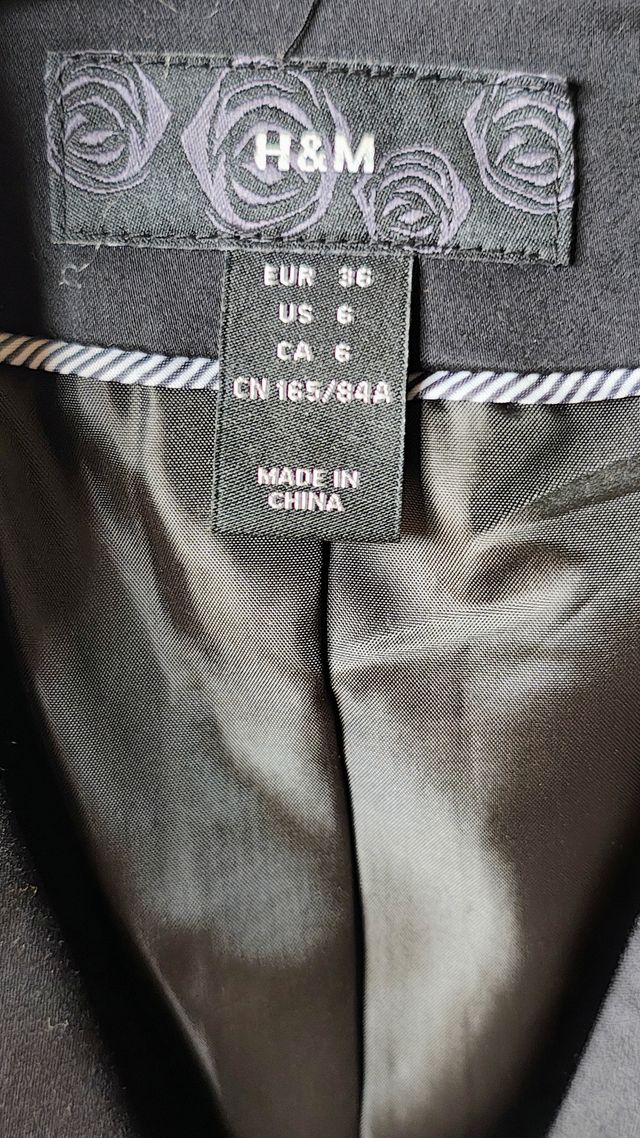 H&M
EUR 36
US 6
CA 6
CN 165/84A
MADE IN
CHINA